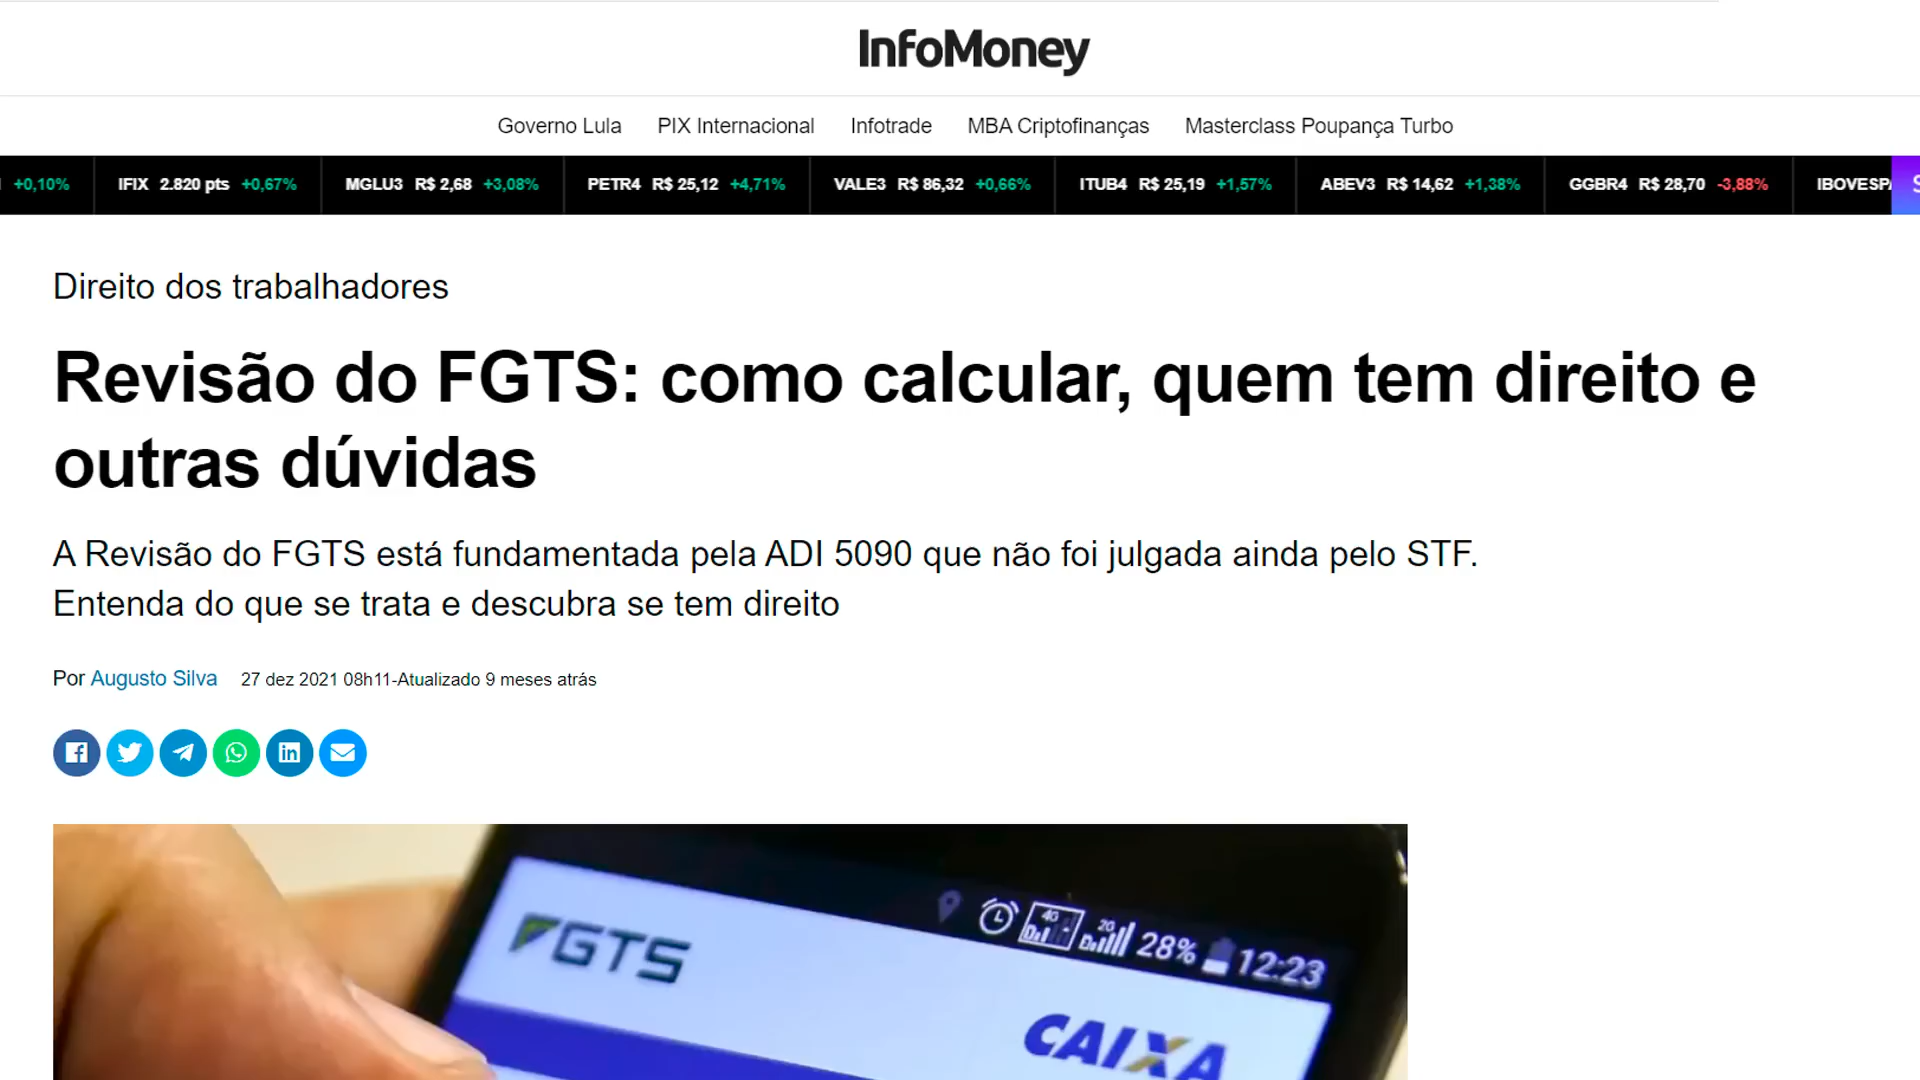 InfoMoney
Governo Lula PIX Internacional Infotrade MBA Criptofinanças Masterclass Poupança Turbo
+0,10% IFIX 2.820 pts +0,67% MGLU3 R$ 2,68 +3,08% PETR4 R$ 25,12 +4,71% VALE3 R$ 86,32 +0,66% ITUB4 R$ 25,19 +1,57% ABEV3 R$ 14,62 +1,38% GGBR4 R$ 28,70 -3,88% IBOVESPA
Direito dos trabalhadores
Revisão do FGTS: como calcular, quem tem direito e
outras dúvidas
A Revisão do FGTS está fundamentada pela ADI 5090 que não foi julgada ainda pelo STF.
Entenda do que se trata e descubra se tem direito
Por Augusto Silva 27 dez 2021 08h11-Atualizado 9 meses atrás
4G 2G 28% 12:23
FGTS
CAIXA